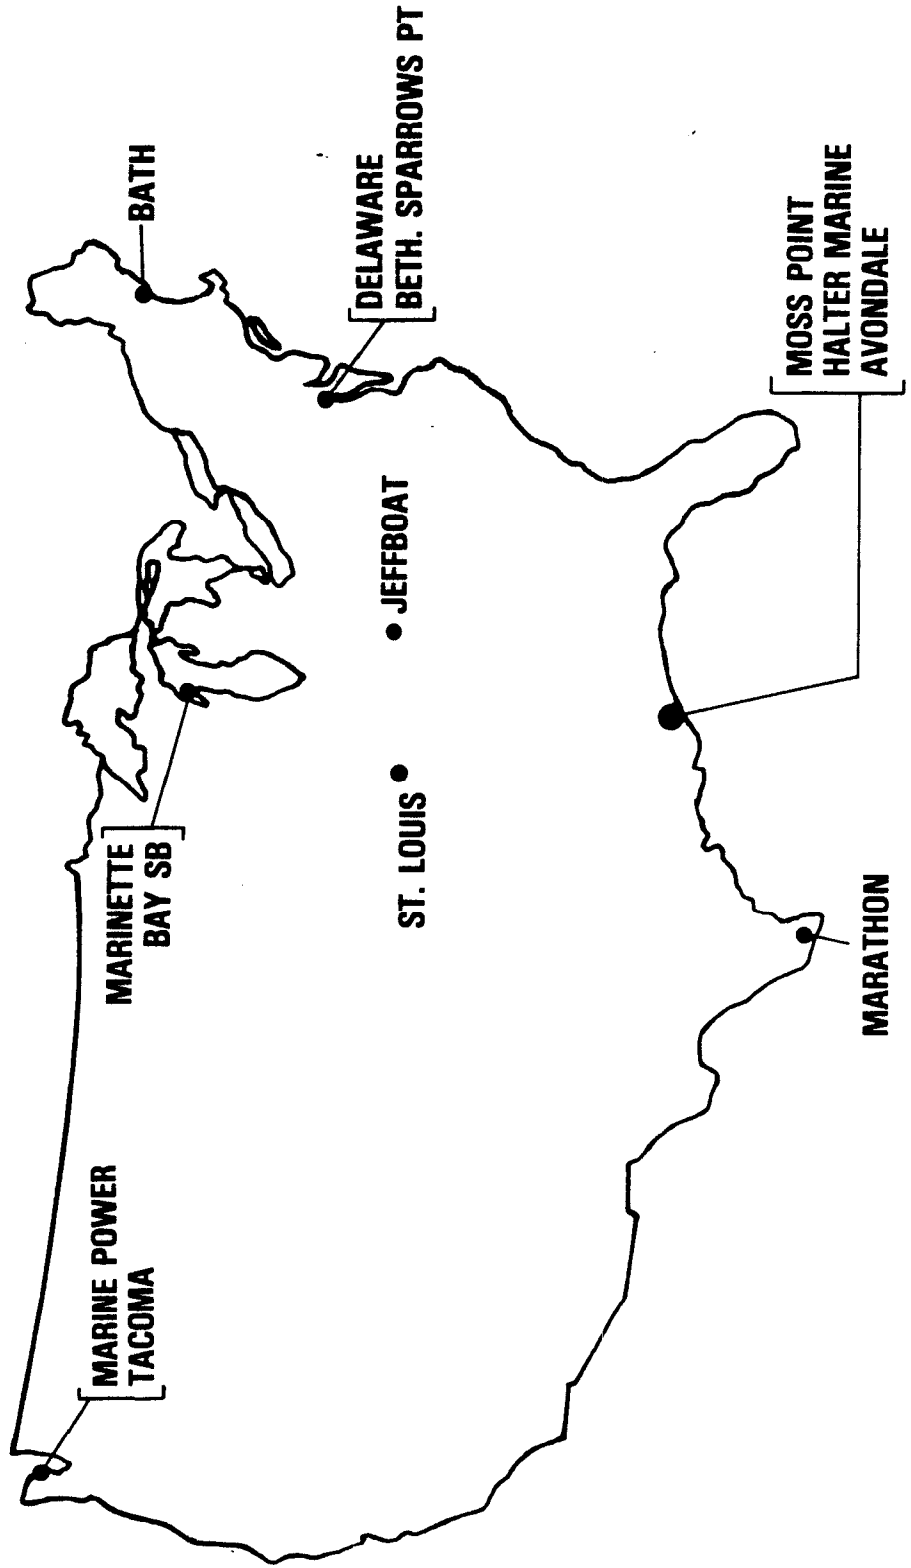 MARINE POWER
TACOMA
MARINETTE
BAY SB
BATH
DELAWARE
BETH. SPARROWS PT
JEFFBOAT
ST. LOUIS
MOSS POINT
HALTER MARINE
AVONDALE
MARATHON